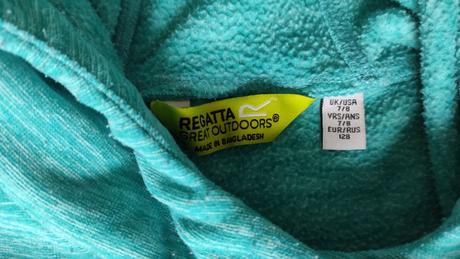 REGATTA
GREAT OUTDOORS®
MADE IN BANGLADESH
UK/USA
7/8
YRS/ANS
7/8
EUR/RUS
128